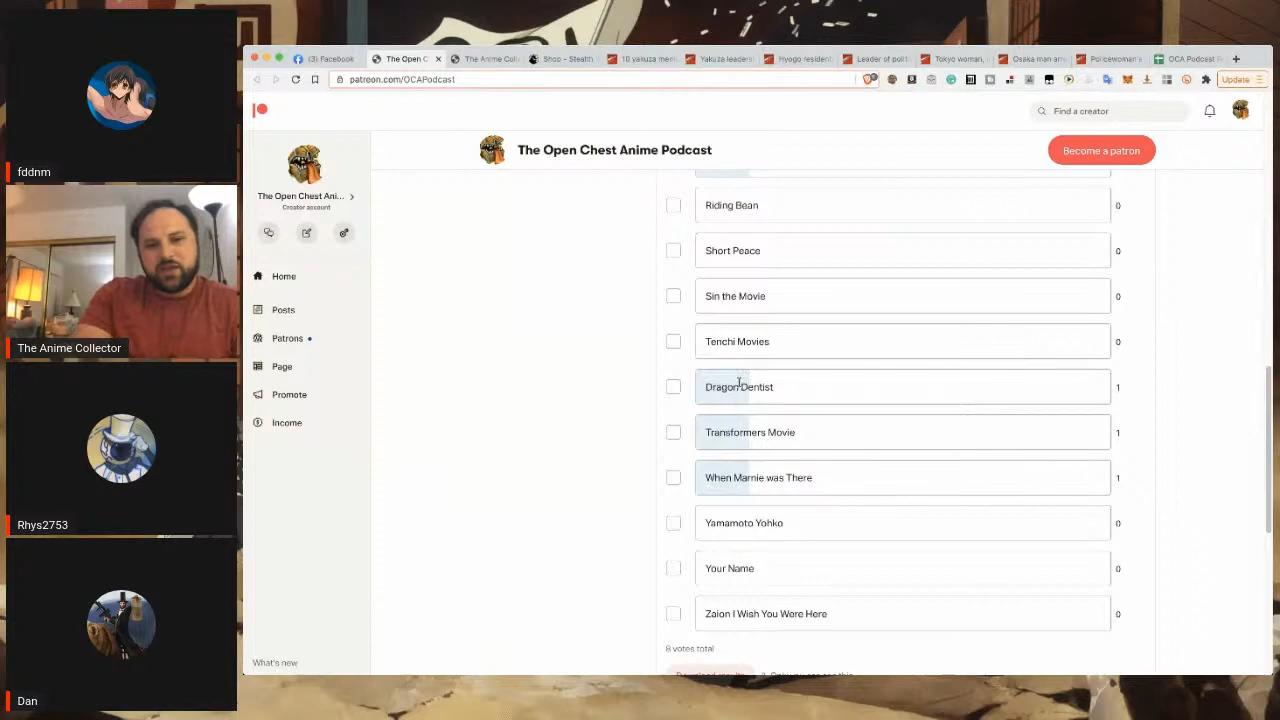 fddnm
The Anime Collector
Rhys2753
Dan
(3) Facebook
The Open C
The Anime Coll
Shop - Stealth
10 yakuza mem
Yakuza leaders
Hyogo resident
Leader of polit
Tokyo woman,
Osaka man arr
Policewoman's
OCA Podcast R
patreon.com/OCAPodcast
Update
Find a creator
The Open Chest Anime Podcast
Become a patron
The Open Chest Ani...
Creator account
Home
Posts
Patrons
Page
Promote
Income
What's new
Riding Bean 0
Short Peace 0
Sin the Movie 0
Tenchi Movies 0
Dragon Dentist 1
Transformers Movie 1
When Marnie was There 1
Yamamoto Yohko 0
Your Name 0
Zaion I Wish You Were Here 0
8 votes total